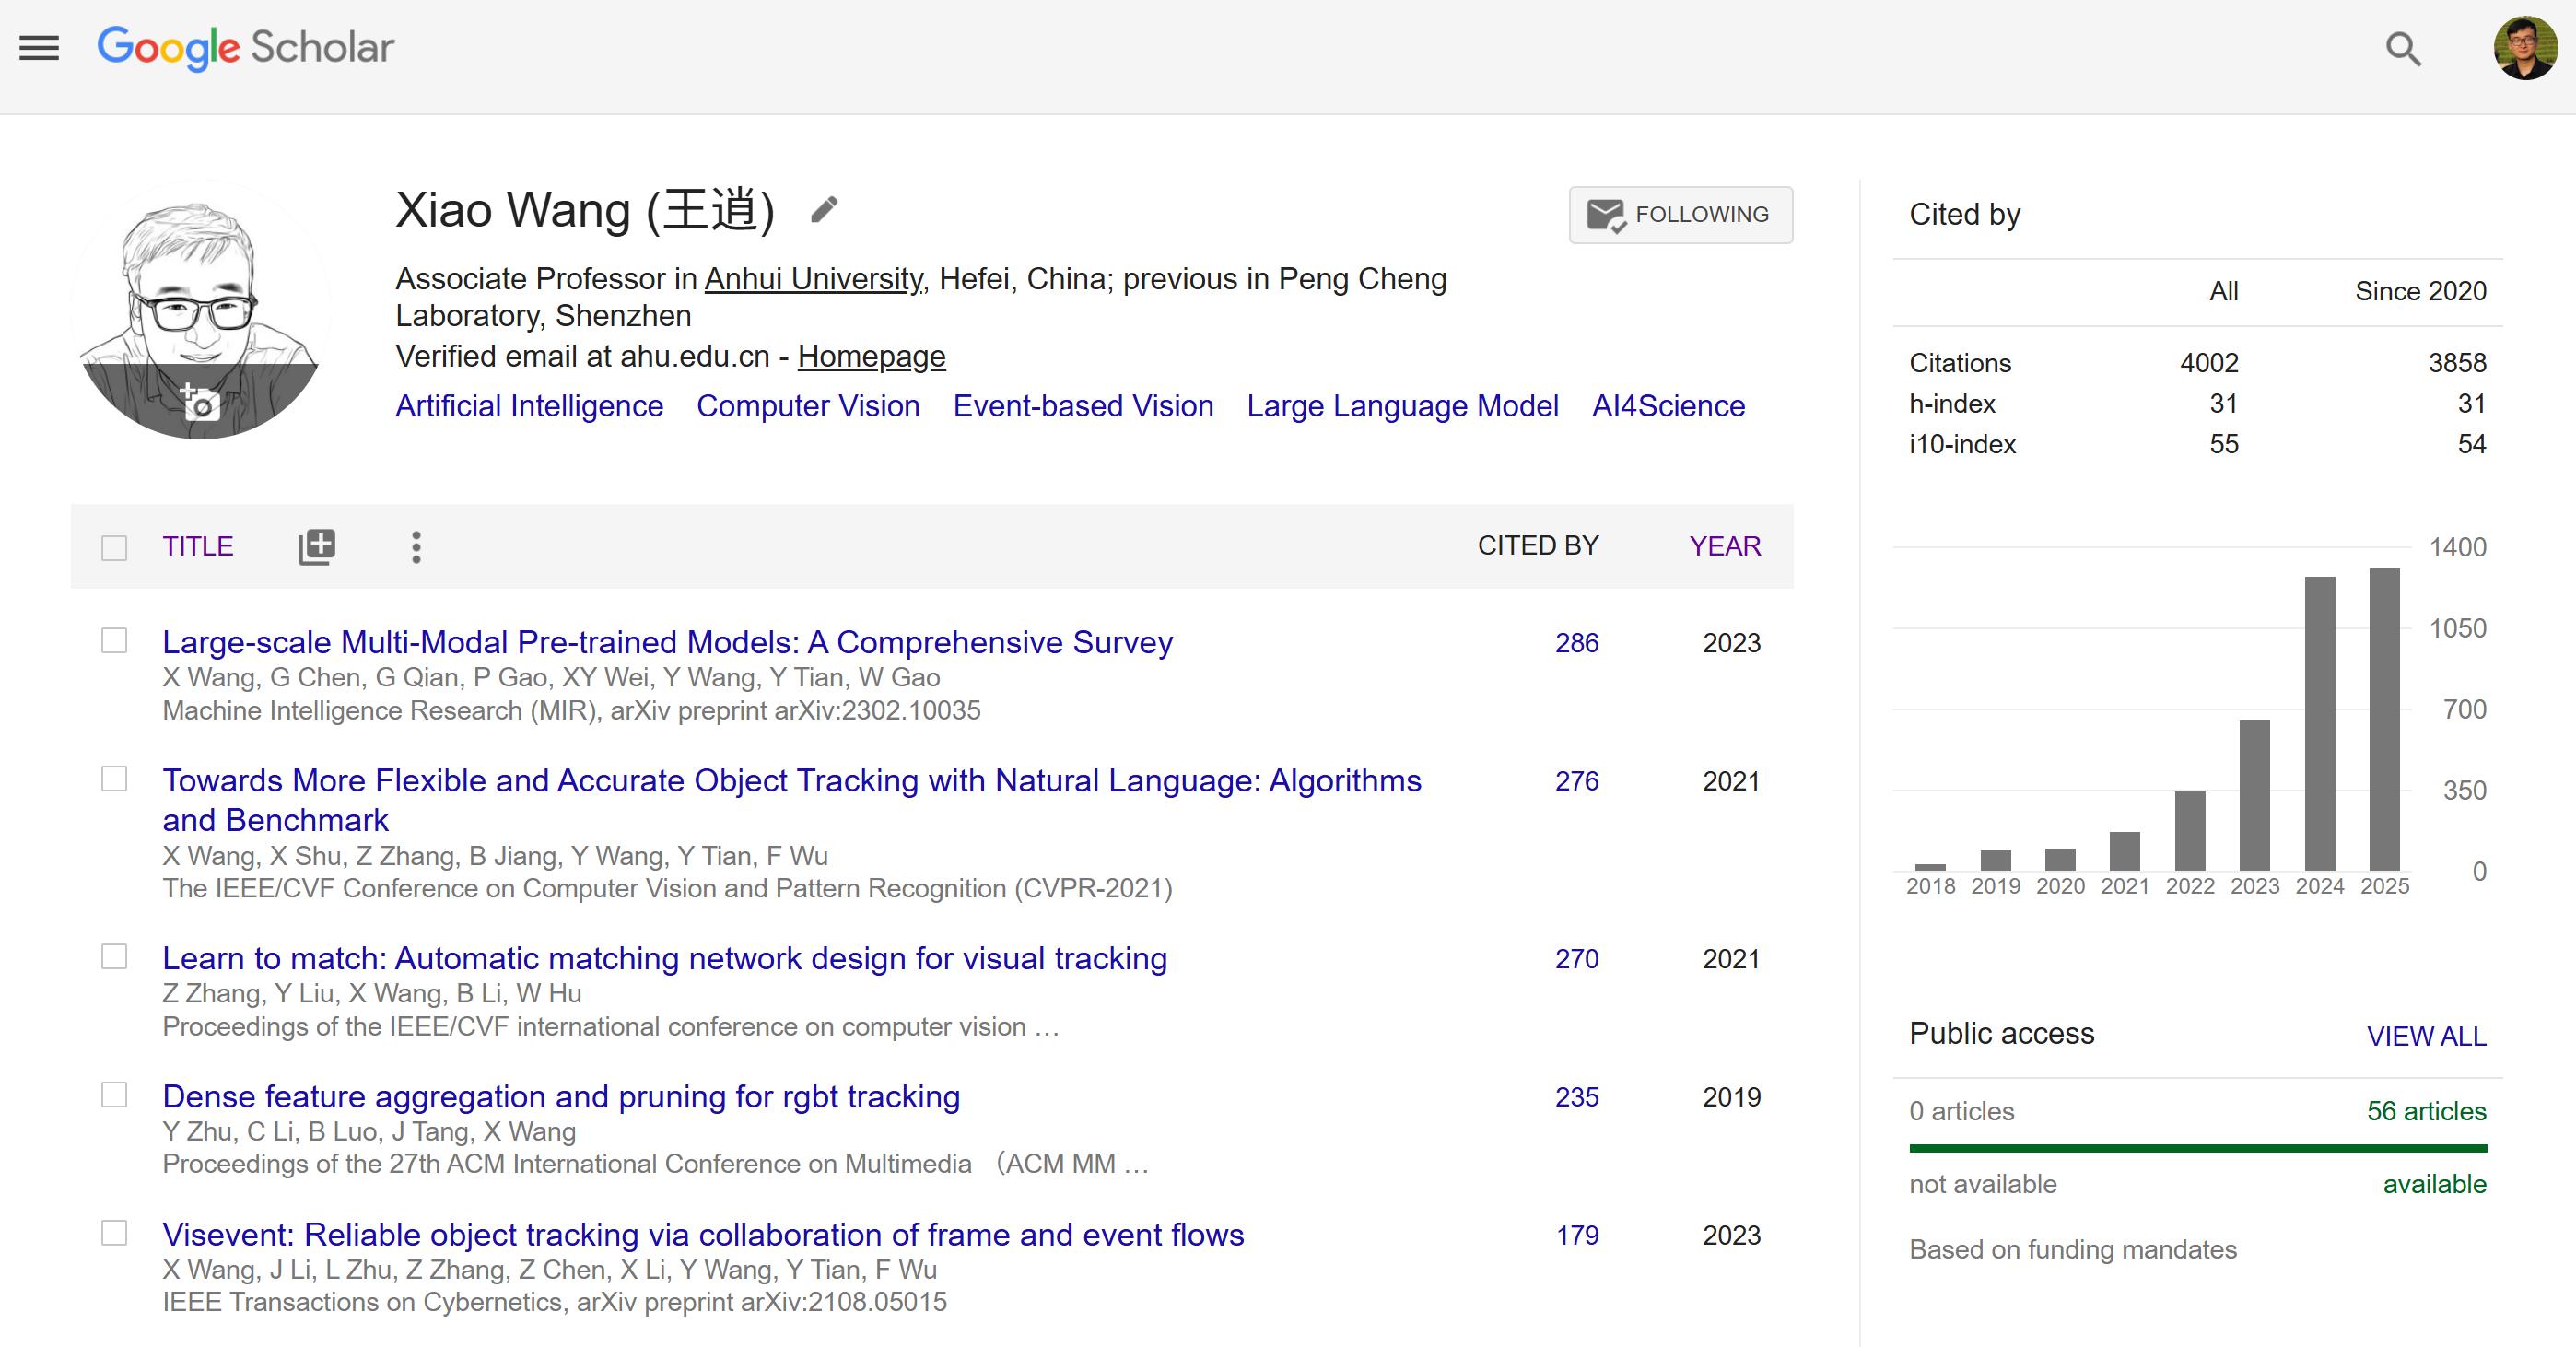 Google Scholar
Xiao Wang (王逍)
FOLLOWING
Associate Professor in Anhui University, Hefei, China; previous in Peng Cheng
Laboratory, Shenzhen
Verified email at ahu.edu.cn - Homepage
Artificial Intelligence Computer Vision Event-based Vision Large Language Model AI4Science
TITLE CITED BY YEAR
Large-scale Multi-Modal Pre-trained Models: A Comprehensive Survey 286 2023
X Wang, G Chen, G Qian, P Gao, XY Wei, Y Wang, Y Tian, W Gao
Machine Intelligence Research (MIR), arXiv preprint arXiv:2302.10035
Towards More Flexible and Accurate Object Tracking with Natural Language: Algorithms 276 2021
and Benchmark
X Wang, X Shu, Z Zhang, B Jiang, Y Wang, Y Tian, F Wu
The IEEE/CVF Conference on Computer Vision and Pattern Recognition (CVPR-2021)
Learn to match: Automatic matching network design for visual tracking 270 2021
Z Zhang, Y Liu, X Wang, B Li, W Hu
Proceedings of the IEEE/CVF international conference on computer vision …
Dense feature aggregation and pruning for rgbt tracking 235 2019
Y Zhu, C Li, B Luo, J Tang, X Wang
Proceedings of the 27th ACM International Conference on Multimedia （ACM MM …
Visevent: Reliable object tracking via collaboration of frame and event flows 179 2023
X Wang, J Li, L Zhu, Z Zhang, Z Chen, X Li, Y Wang, Y Tian, F Wu
IEEE Transactions on Cybernetics, arXiv preprint arXiv:2108.05015
Cited by
All Since 2020
Citations 4002 3858
h-index 31 31
i10-index 55 54
1400
1050
700
350
0
2018 2019 2020 2021 2022 2023 2024 2025
Public access VIEW ALL
0 articles 56 articles
not available available
Based on funding mandates